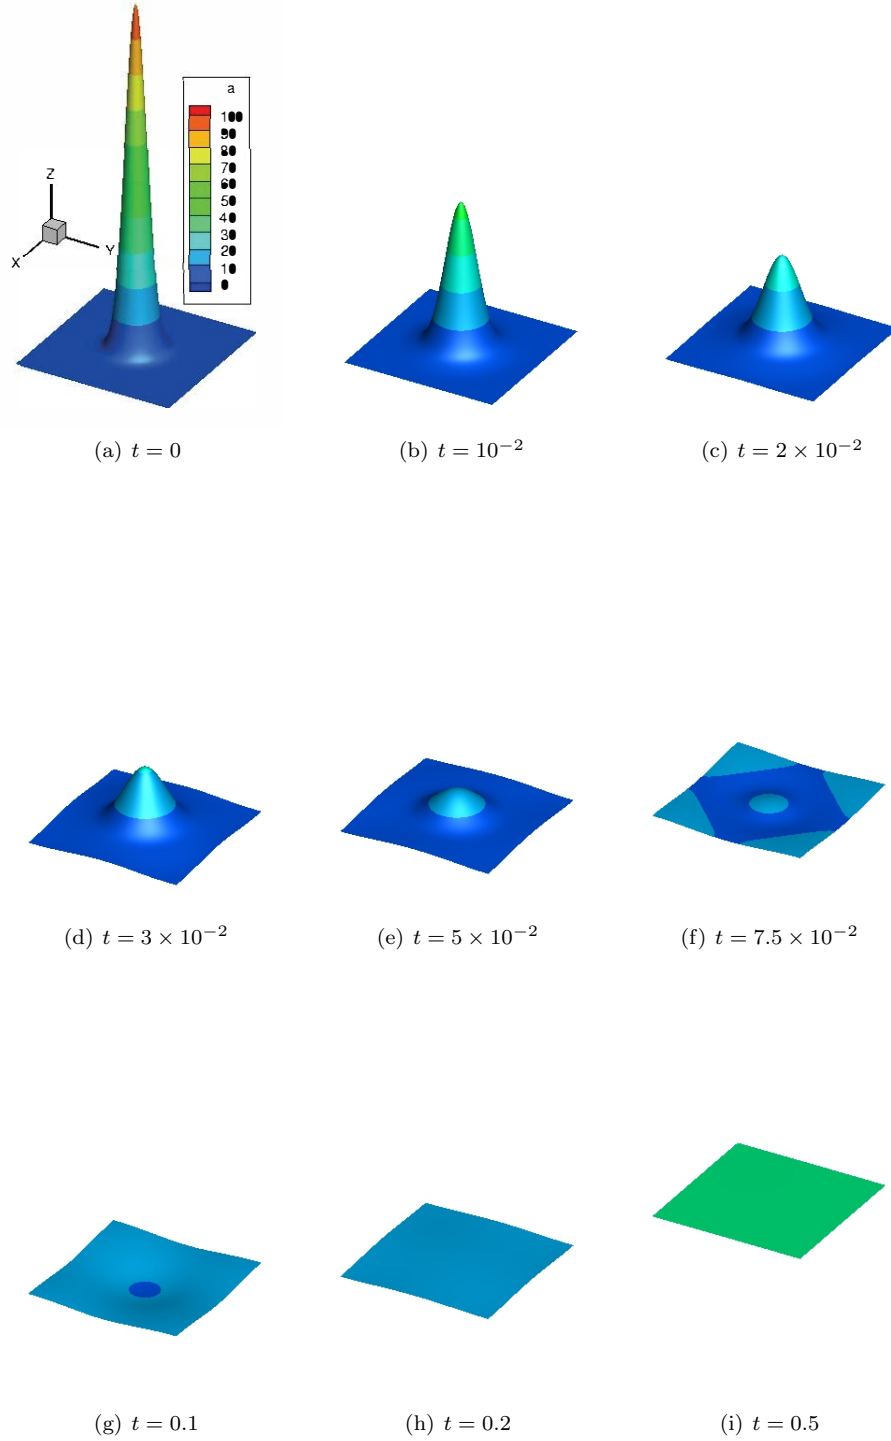 a
100
90
80
70
60
50
40
30
20
10
0
Z
X
Y
(a) t = 0
(b) t = 10⁻²
(c) t = 2 × 10⁻²
(d) t = 3 × 10⁻²
(e) t = 5 × 10⁻²
(f) t = 7.5 × 10⁻²
(g) t = 0.1
(h) t = 0.2
(i) t = 0.5